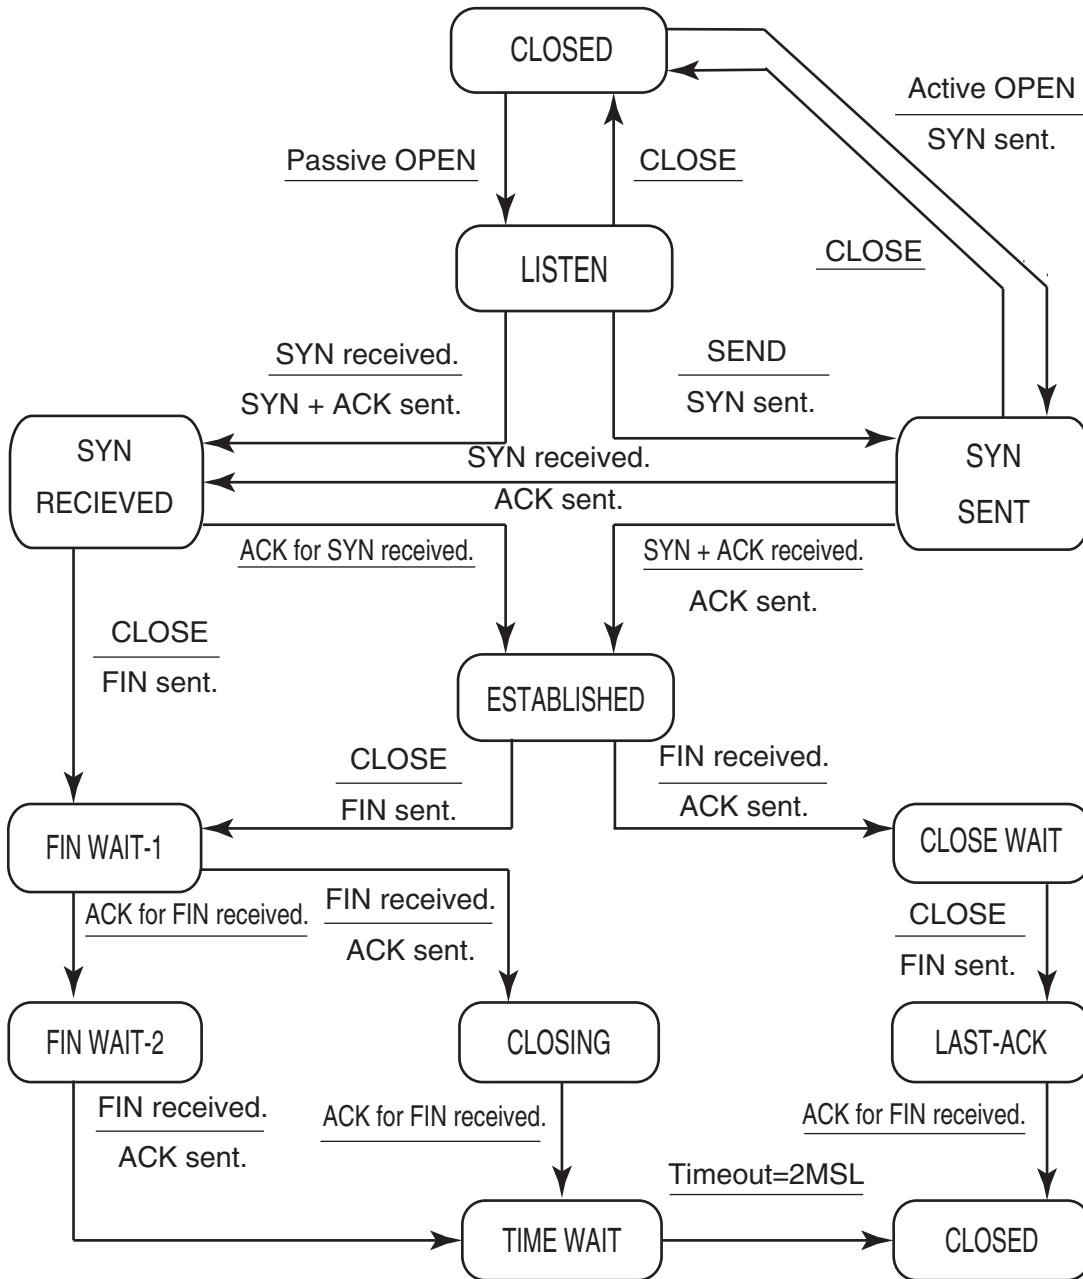 CLOSED
Active OPEN
SYN sent.
Passive OPEN
CLOSE
CLOSE
LISTEN
SYN received.
SYN + ACK sent.
SEND
SYN sent.
SYN
RECIEVED
SYN received.
ACK sent.
SYN
SENT
ACK for SYN received.
SYN + ACK received.
ACK sent.
CLOSE
FIN sent.
ESTABLISHED
CLOSE
FIN sent.
FIN received.
ACK sent.
FIN WAIT-1
CLOSE WAIT
ACK for FIN received.
FIN received.
ACK sent.
CLOSE
FIN sent.
FIN WAIT-2
CLOSING
LAST-ACK
FIN received.
ACK sent.
ACK for FIN received.
ACK for FIN received.
Timeout=2MSL
TIME WAIT
CLOSED